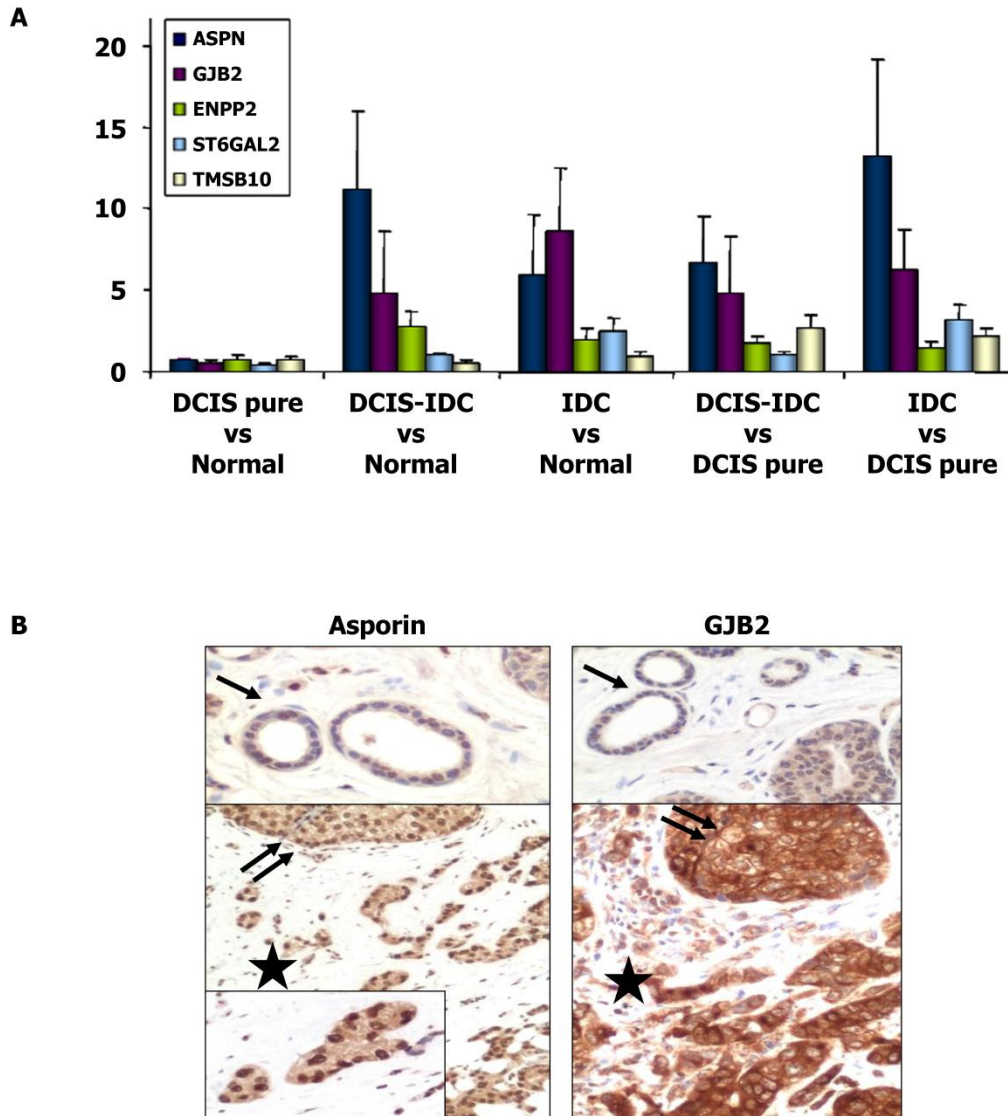 A
20
15
10
5
0
ASPN
GJB2
ENPP2
ST6GAL2
TMSB10
DCIS pure
vs
Normal
DCIS-IDC
vs
Normal
IDC
vs
Normal
DCIS-IDC
vs
DCIS pure
IDC
vs
DCIS pure
B
Asporin
GJB2